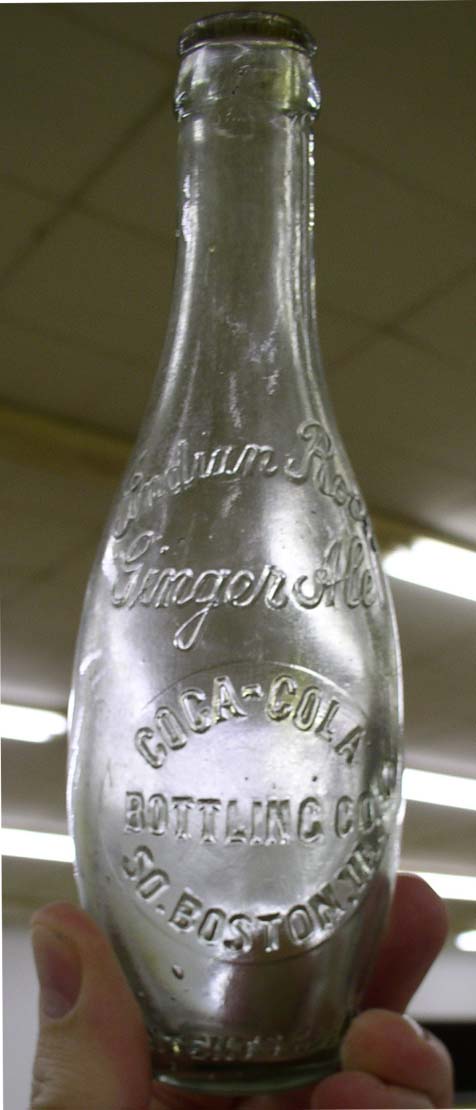 Indian Rock
Ginger Ale
COCA-COLA
BOTTLING CO.
SO. BOSTON, VA.